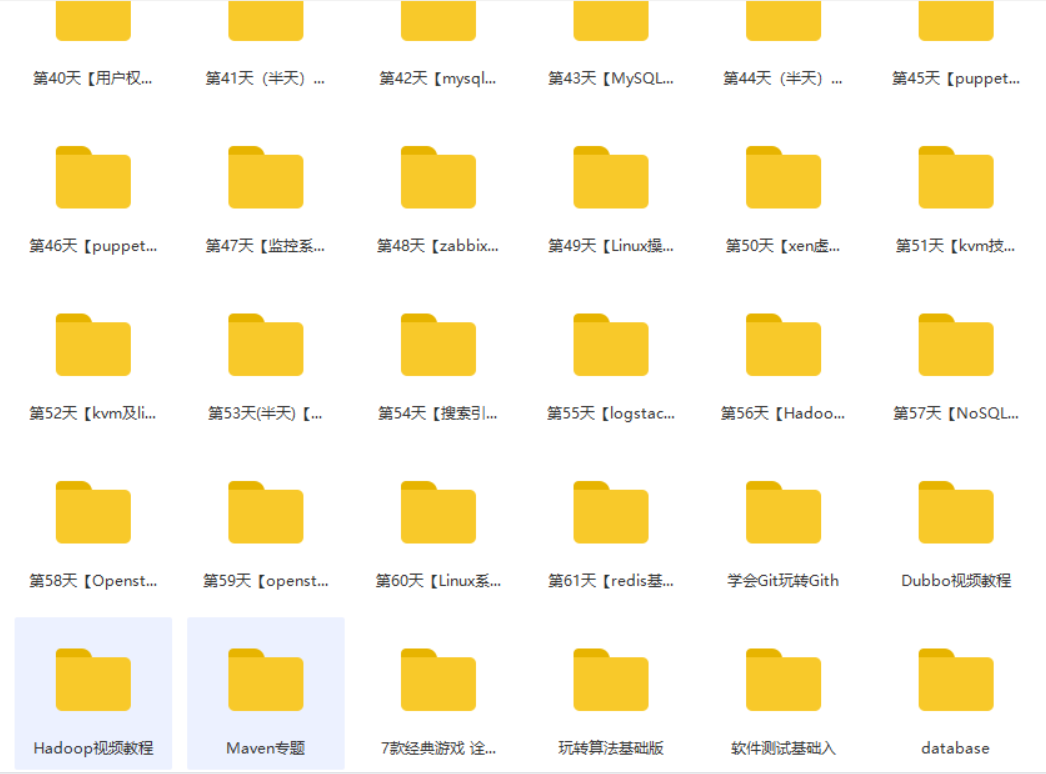 第40天【用户权...
第41天（半天）...
第42天【mysql...
第43天【MySQL...
第44天（半天）...
第45天【puppet...
第46天【puppet...
第47天【监控系...
第48天【zabbix...
第49天【Linux操...
第50天【xen虚...
第51天【kvm技...
第52天【kvm及li...
第53天(半天)【...
第54天【搜索引...
第55天【logstac...
第56天【Hadoo...
第57天【NoSQL...
第58天【Openst...
第59天【openst...
第60天【Linux系...
第61天【redis基...
学会Git玩转Gith
Dubbo视频教程
Hadoop视频教程
Maven专题
7款经典游戏 诠...
玩转算法基础版
软件测试基础入
database